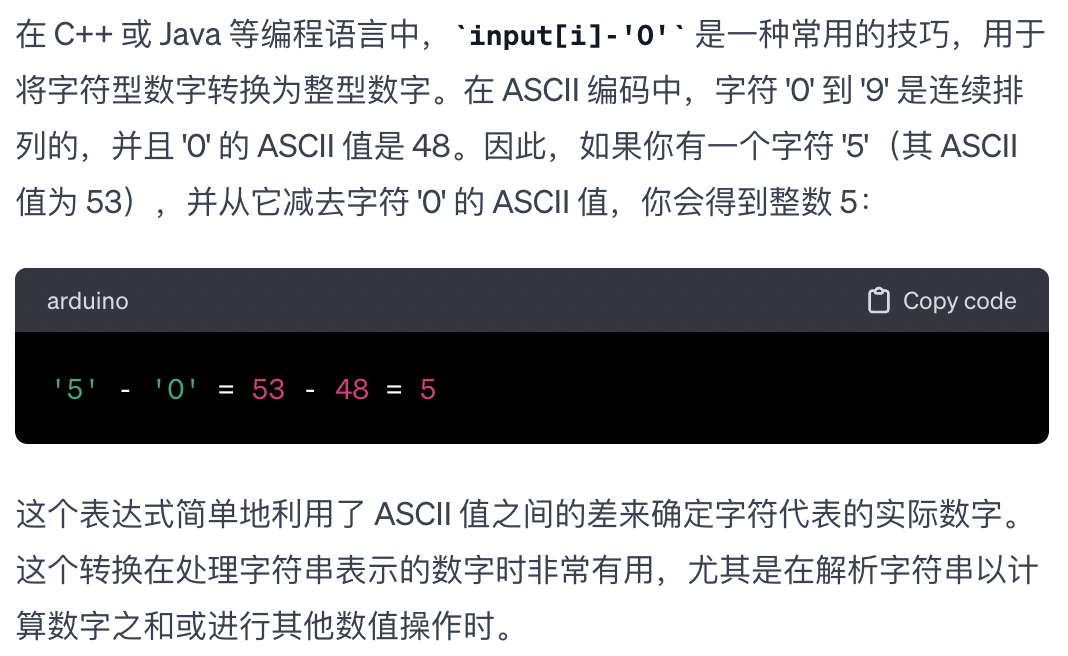 在 C++ 或 Java 等编程语言中，`input[i]-'0'` 是一种常用的技巧，用于
将字符型数字转换为整型数字。在 ASCII 编码中，字符 '0' 到 '9' 是连续排
列的，并且 '0' 的 ASCII 值是 48。因此，如果你有一个字符 '5'（其 ASCII
值为 53），并从它减去字符 '0' 的 ASCII 值，你会得到整数 5：
arduino
Copy code
'5' - '0' = 53 - 48 = 5
这个表达式简单地利用了 ASCII 值之间的差来确定字符代表的实际数字。
这个转换在处理字符串表示的数字时非常有用，尤其是在解析字符串以计
算数字之和或进行其他数值操作时。